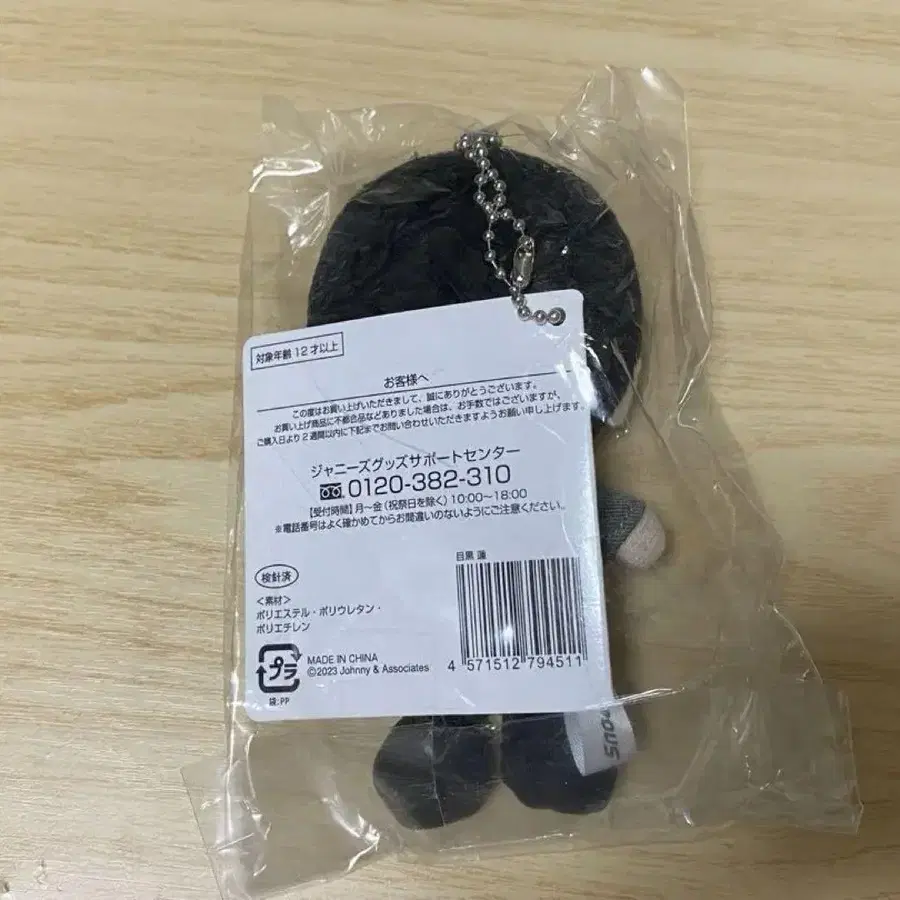 対象年齢12才以上
お客様へ
この度はお買い上げいただきまして、誠にありがとうございます。
お買い上げ商品に不都合品などありました場合は、お手数ではございますが、
ご購入日より2週間以内に下記までお問い合わせいただきますようお願い申し上げます。
ジャニーズグッズサポートセンター
0120-382-310
【受付時間】月〜金(祝祭日を除く)10:00〜18:00
※電話番号はよく確かめてからお間違いのないようにご注意ください。
検針済
<素材>
ポリエステル・ポリウレタン・
ポリエチレン
プラ
袋:PP
MADE IN CHINA
©2023 Johnny & Associates
目黒 蓮
4 571512 794511
Snow